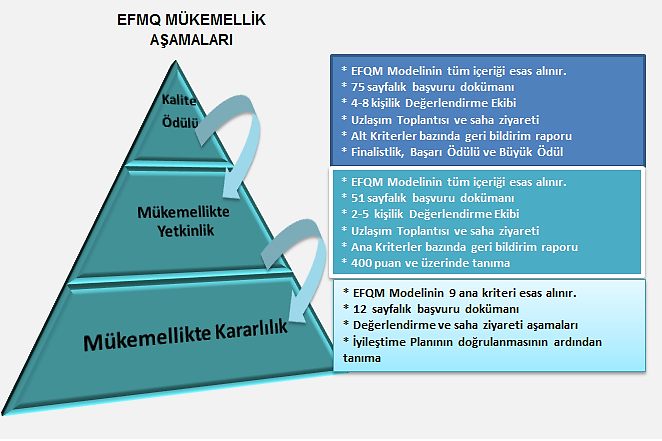 EFMQ MÜKEMELLİK
AŞAMALARI
Kalite
Ödülü
* EFQM Modelinin tüm içeriği esas alınır.
* 75 sayfalık başvuru dokümanı
* 4-8 kişilik Değerlendirme Ekibi
* Uzlaşım Toplantısı ve saha ziyareti
* Alt Kriterler bazında geri bildirim raporu
* Finalistlik, Başarı Ödülü ve Büyük Ödül
Mükemellikte
Yetkinlik
* EFQM Modelinin tüm içeriği esas alınır.
* 51 sayfalık başvuru dokümanı
* 2-5 kişilik Değerlendirme Ekibi
* Uzlaşım Toplantısı ve saha ziyareti
* Ana Kriterler bazında geri bildirim raporu
* 400 puan ve üzerinde tanıma
Mükemmellikte Kararlılık
* EFQM Modelinin 9 ana kriteri esas alınır.
* 12 sayfalık başvuru dokümanı
* Değerlendirme ve saha ziyareti aşamaları
* İyileştime Planının doğrulanmasının ardından
tanıma